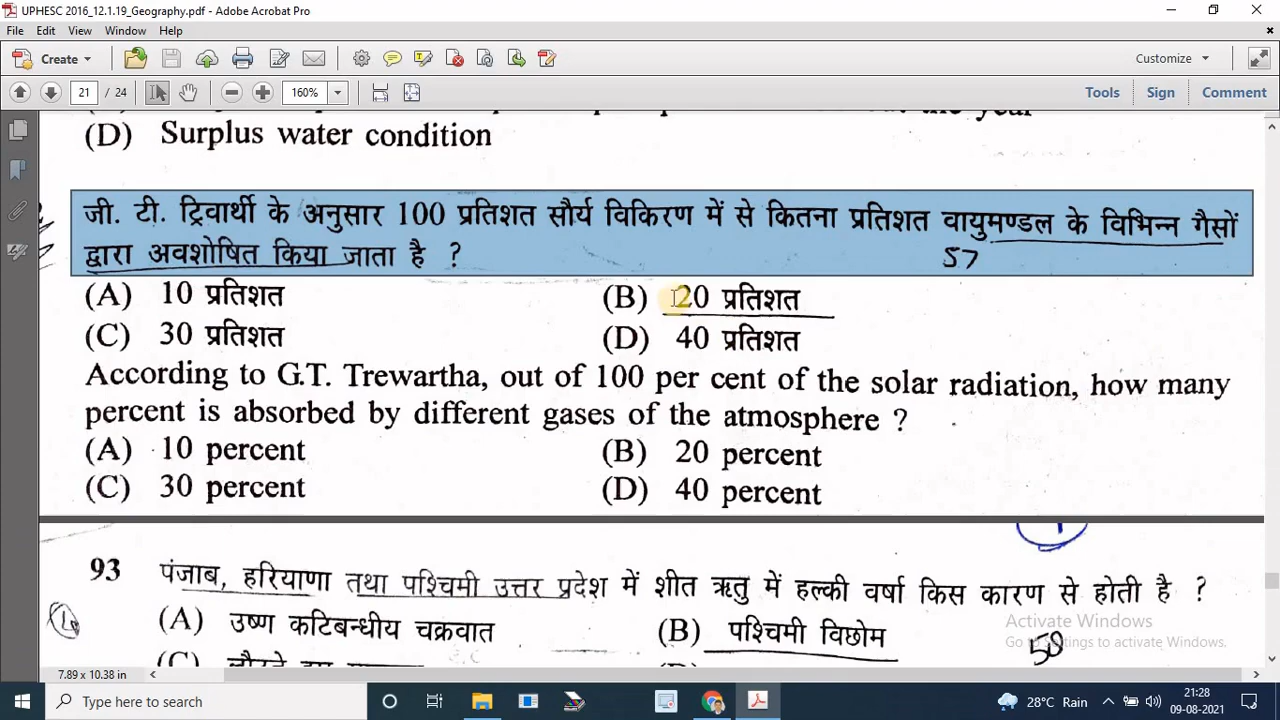 UPHESC 2016_12.1.19_Geography.pdf - Adobe Acrobat Pro
File Edit View Window Help
Create Customize
21 / 24 160% Tools Sign Comment
(D) Surplus water condition
जी. टी. ट्रिवार्थी के अनुसार 100 प्रतिशत सौर्य विकिरण में से कितना प्रतिशत वायुमण्डल के विभिन्न गैसों
द्वारा अवशोषित किया जाता है ? 57
(A) 10 प्रतिशत (B) 20 प्रतिशत
(C) 30 प्रतिशत (D) 40 प्रतिशत
According to G.T. Trewartha, out of 100 per cent of the solar radiation, how many
percent is absorbed by different gases of the atmosphere ?
(A) 10 percent (B) 20 percent
(C) 30 percent (D) 40 percent
93 पंजाब, हरियाणा तथा पश्चिमी उत्तर प्रदेश में शीत ऋतु में हल्की वर्षा किस कारण से होती है ?
(A) उष्ण कटिबन्धीय चक्रवात (B) पश्चिमी विछोम
Activate Windows
Go to Settings to activate Windows.
58
7.89 x 10.38 in
Type here to search 28°C Rain 21:28
09-08-2021